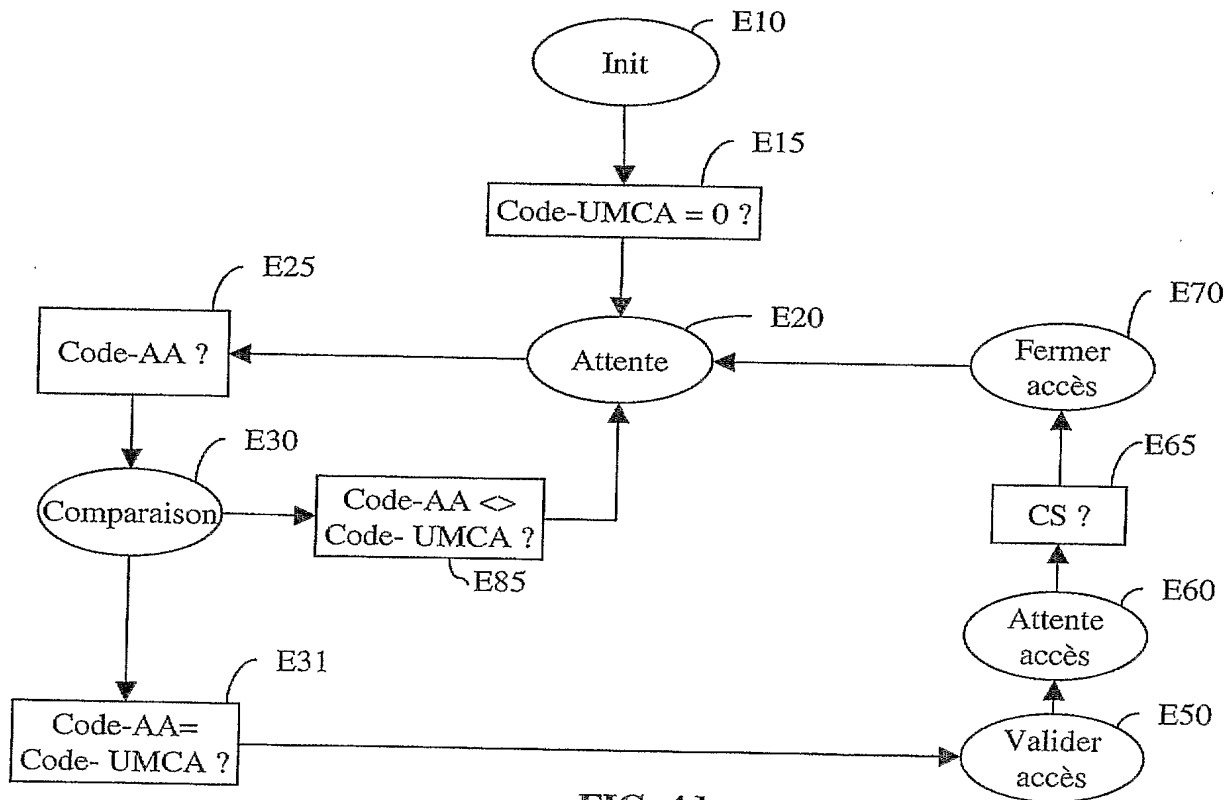 E10
Init
E15
Code-UMCA = 0 ?
E25
E20
E70
Code-AA ?
Attente
Fermer
accès
E30
E65
Comparaison
Code-AA <>
Code- UMCA ?
CS ?
E85
E60
Attente
accès
E31
E50
Code-AA=
Code- UMCA ?
Valider
accès